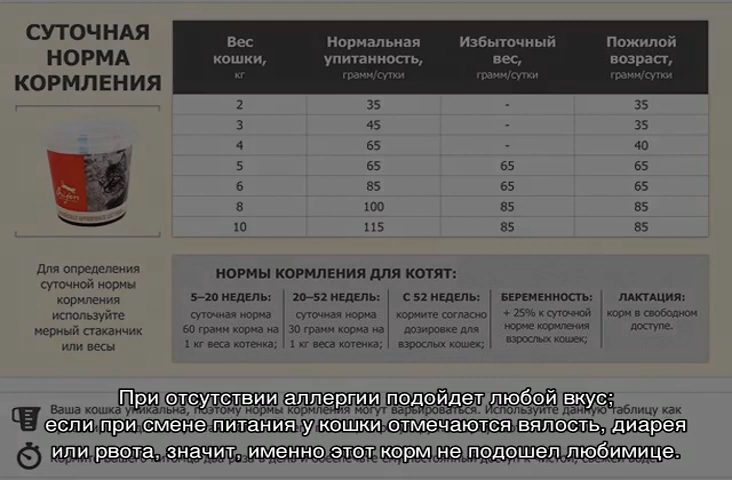 СУТОЧНАЯ
НОРМА
КОРМЛЕНИЯ
Для определения
суточной нормы
кормления
используйте
мерный стаканчик
или весы
Вес кошки, кг | Нормальная упитанность, грамм/сутки | Избыточный вес, грамм/сутки | Пожилой возраст, грамм/сутки
2 35 - 35
3 45 - 35
4 65 - 40
5 65 65 65
6 85 65 65
8 100 85 85
10 115 85 85
НОРМЫ КОРМЛЕНИЯ ДЛЯ КОТЯТ:
5–20 НЕДЕЛЬ:
суточная норма
60 грамм корма на
1 кг веса котенка;
20–52 НЕДЕЛЬ:
суточная норма
30 грамм корма на
1 кг веса котенка;
С 52 НЕДЕЛЬ:
кормите согласно
дозировке для
взрослых кошек;
БЕРЕМЕННОСТЬ:
+ 25% к суточной
норме кормления
взрослых кошек;
ЛАКТАЦИЯ:
корм в свободном
доступе.
Ваша кошка уникальна, поэтому нормы кормления могут варьироваться. Используйте данную таблицу как
При отсутствии аллергии подойдет любой вкус;
если при смене питания у кошки отмечаются вялость, диарея
или рвота, значит, именно этот корм не подошел любимице.